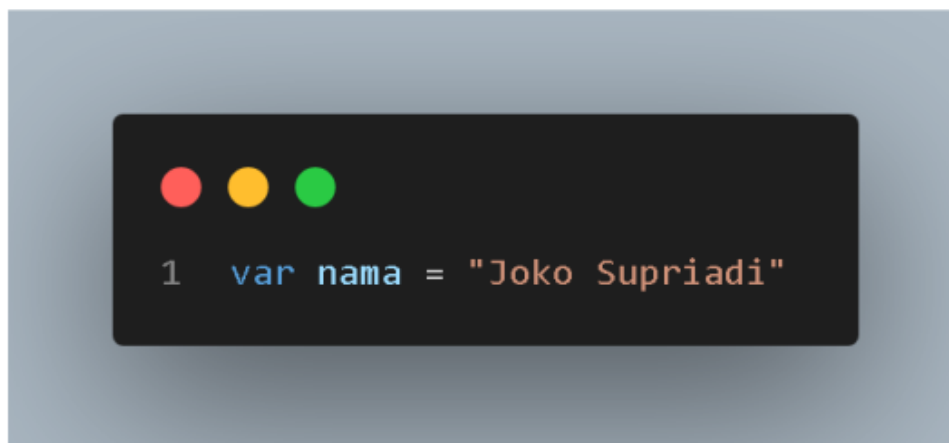 1 var nama = "Joko Supriadi"